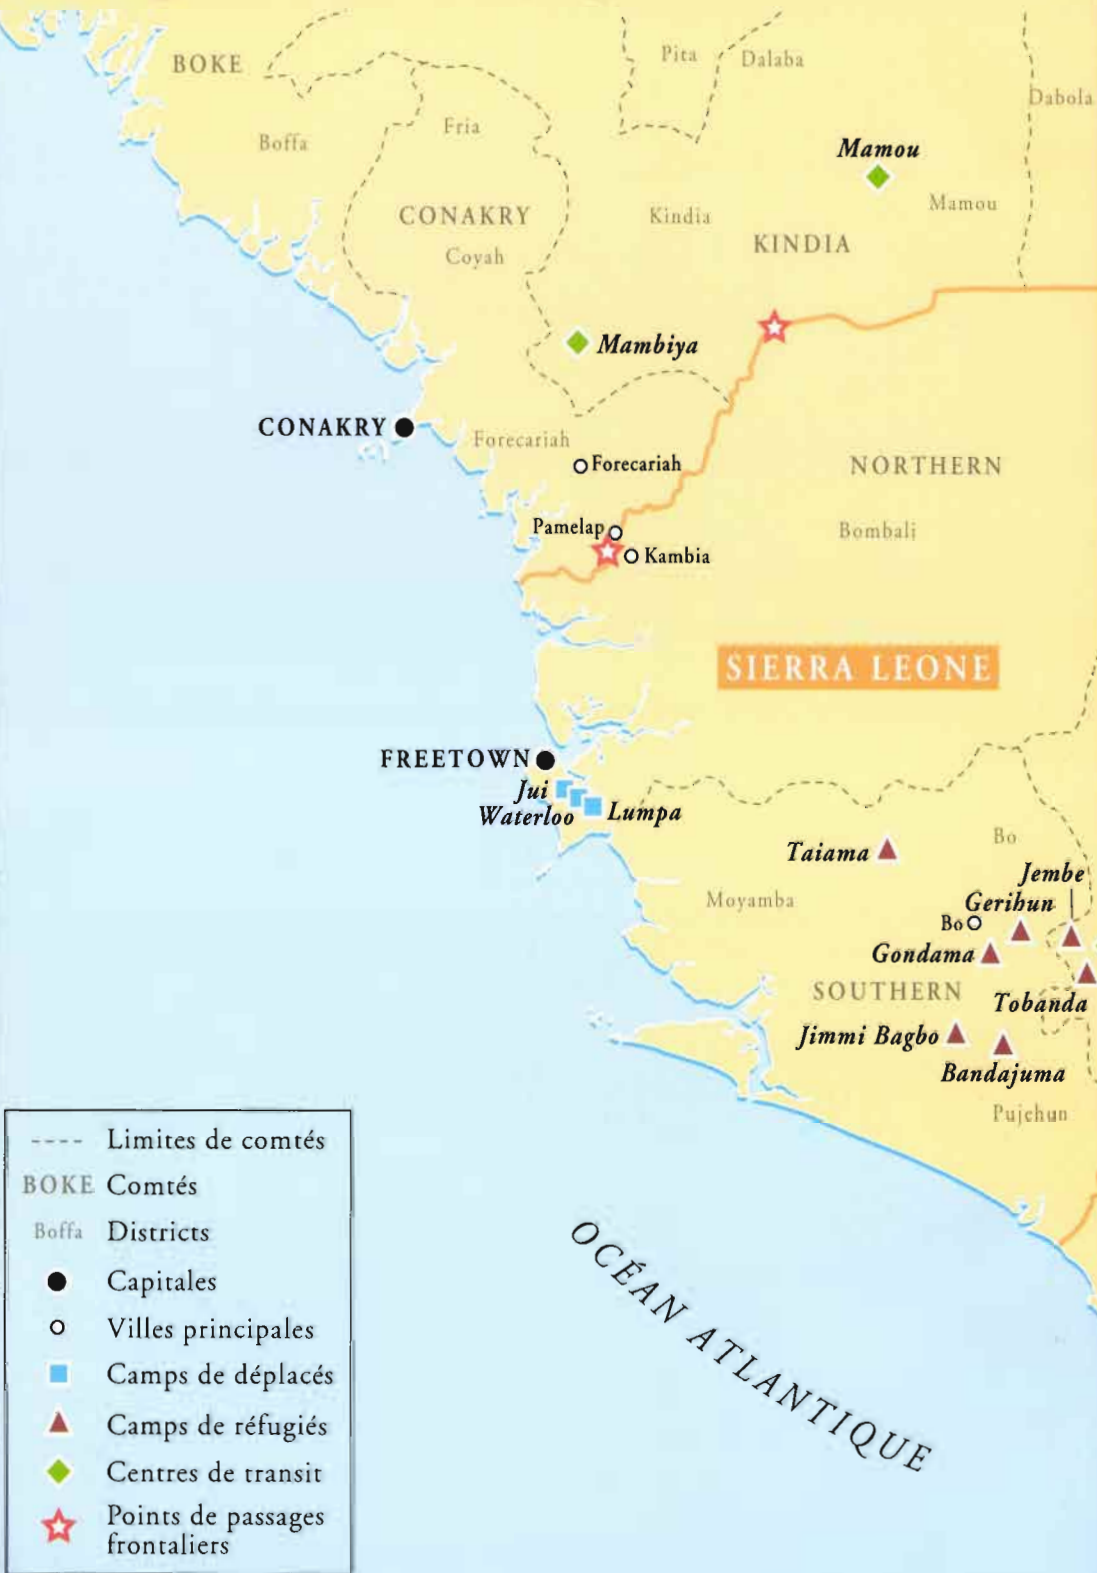 BOKE
Pita
Dalaba
Dabola
Boffa
Fria
Mamou
CONAKRY
Kindia
Mamou
Coyah
KINDIA
Mambiya
CONAKRY
Forecariah
Forecariah
NORTHERN
Pamelap
Bombali
Kambia
SIERRA LEONE
FREETOWN
Jui
Waterloo
Lumpa
Taiama
Bo
Jembe
Moyamba
Gerihun
Bo
Gondama
SOUTHERN
Tobanda
Jimmi Bagbo
Bandajuma
Pujehun
OCÉAN ATLANTIQUE
Limites de comtés
BOKE Comtés
Boffa Districts
Capitales
Villes principales
Camps de déplacés
Camps de réfugiés
Centres de transit
Points de passages
frontaliers